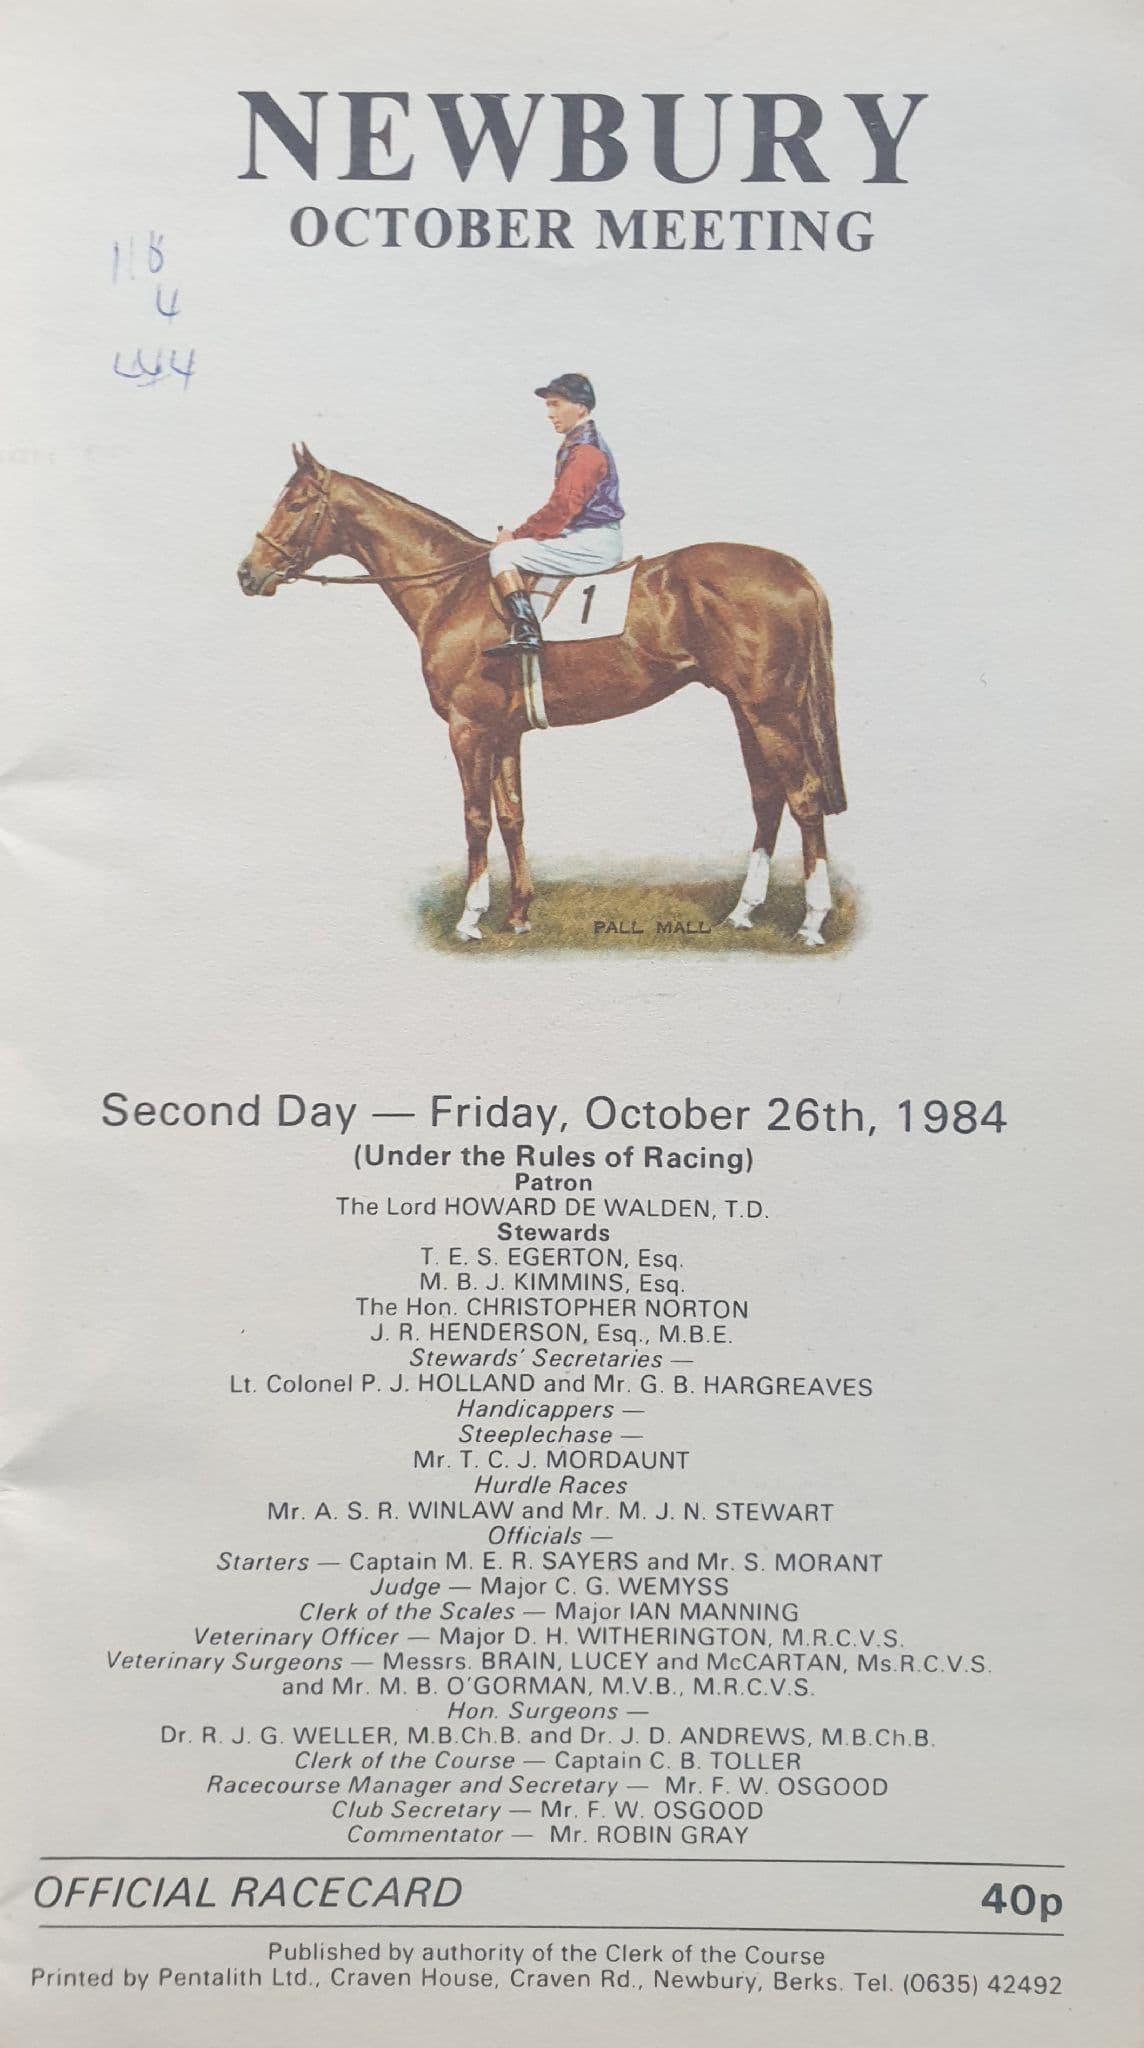 NEWBURY
OCTOBER MEETING
4
1
PALL MALL
Second Day — Friday, October 26th, 1984
(Under the Rules of Racing)
Patron
The Lord HOWARD DE WALDEN, T.D.
Stewards
T. E. S. EGERTON, Esq.
M. B. J. KIMMINS, Esq.
The Hon. CHRISTOPHER NORTON
J. R. HENDERSON, Esq., M.B.E.
Stewards' Secretaries —
Lt. Colonel P. J. HOLLAND and Mr. G. B. HARGREAVES
Handicappers —
Steeplechase —
Mr. T. C. J. MORDAUNT
Hurdle Races
Mr. A. S. R. WINLAW and Mr. M. J. N. STEWART
Officials —
Starters — Captain M. E. R. SAYERS and Mr. S. MORANT
Judge — Major C. G. WEMYSS
Clerk of the Scales — Major IAN MANNING
Veterinary Officer — Major D. H. WITHERINGTON, M.R.C.V.S.
Veterinary Surgeons — Messrs. BRAIN, LUCEY and McCARTAN, Ms.R.C.V.S.
and Mr. M. B. O'GORMAN, M.V.B., M.R.C.V.S.
Hon. Surgeons —
Dr. R. J. G. WELLER, M.B.Ch.B. and Dr. J. D. ANDREWS, M.B.Ch.B.
Clerk of the Course — Captain C. B. TOLLER
Racecourse Manager and Secretary — Mr. F. W. OSGOOD
Club Secretary — Mr. F. W. OSGOOD
Commentator — Mr. ROBIN GRAY
OFFICIAL RACECARD 40p
Published by authority of the Clerk of the Course
Printed by Pentalith Ltd., Craven House, Craven Rd., Newbury, Berks. Tel. (0635) 42492